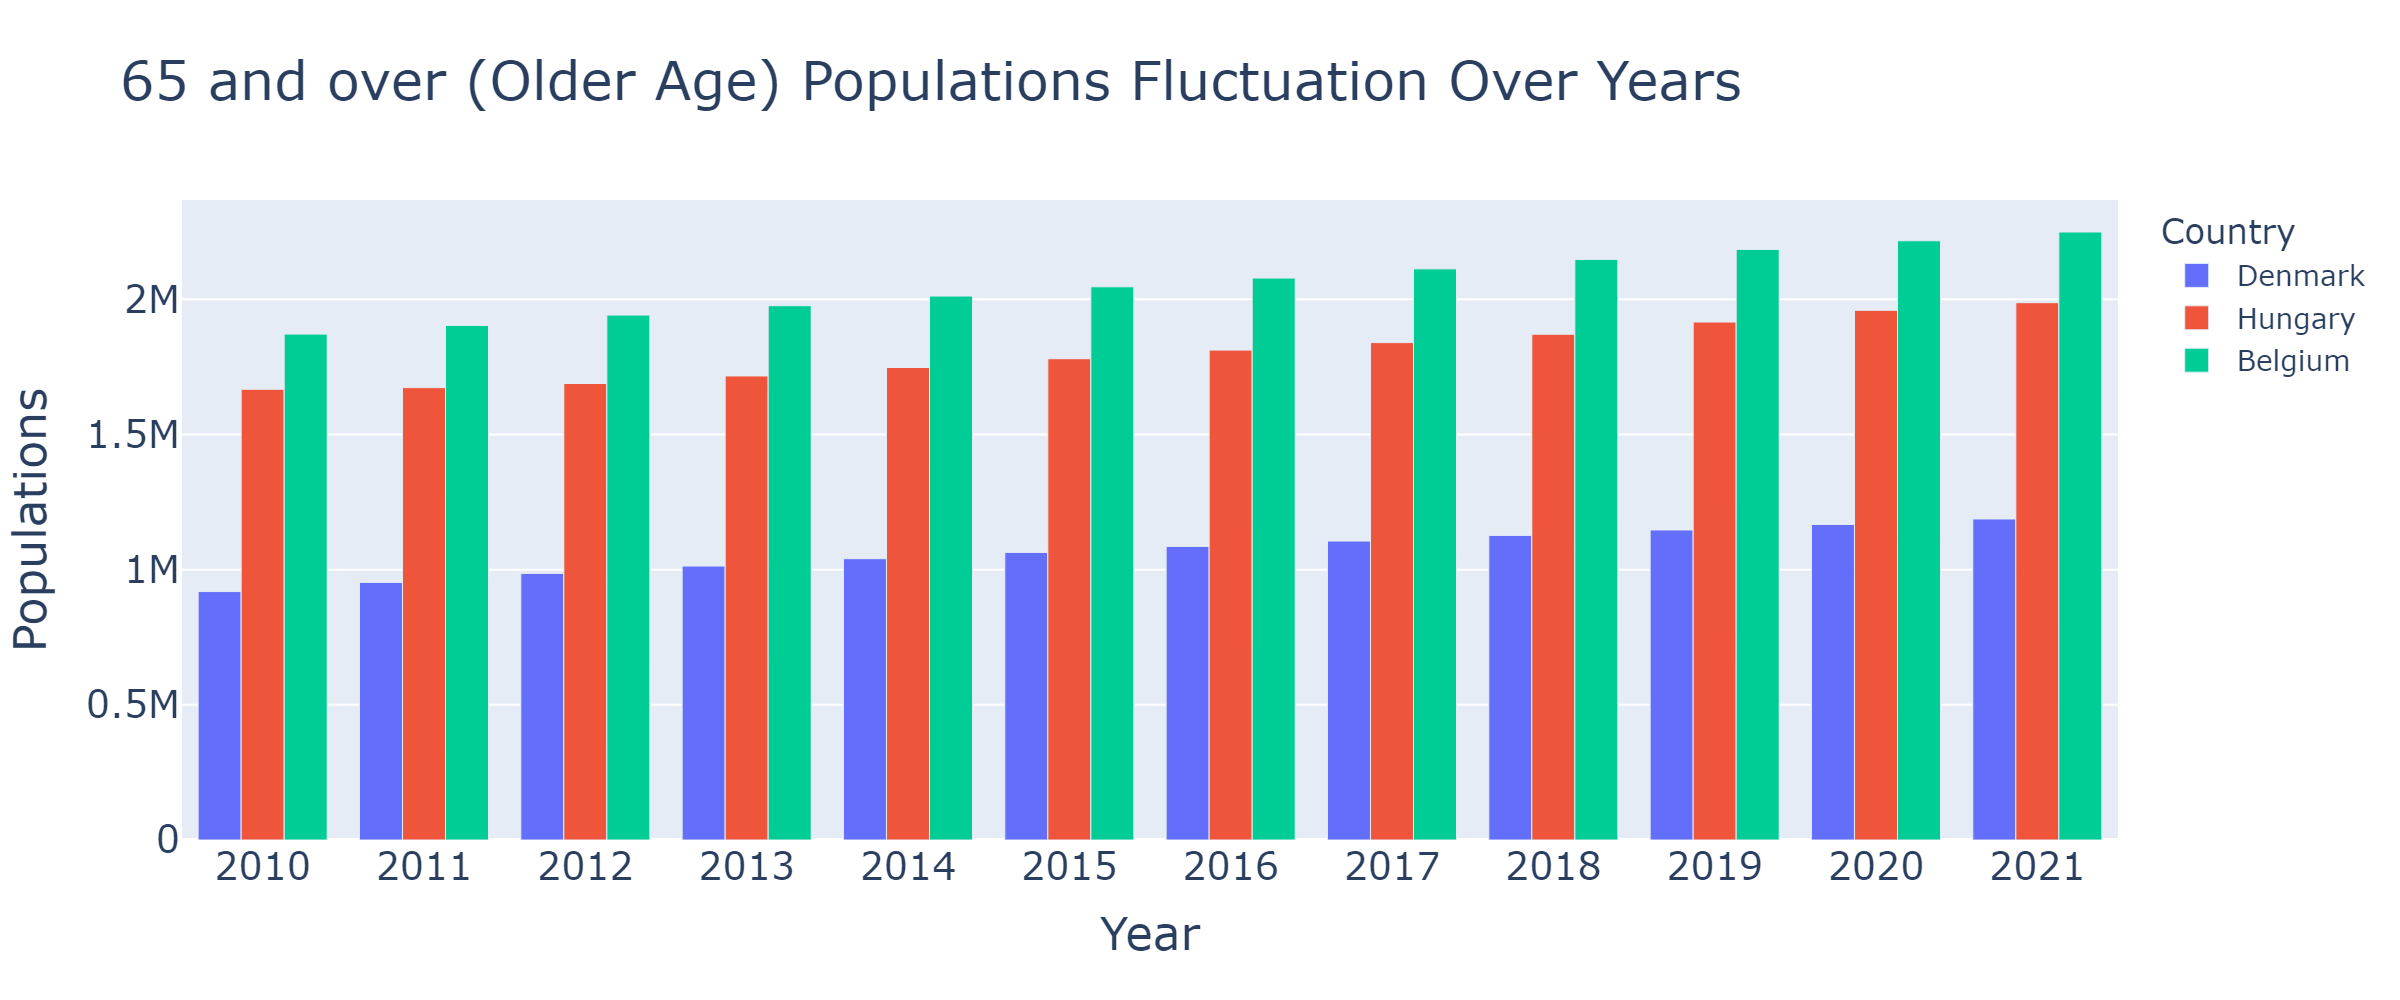 65 and over (Older Age) Populations Fluctuation Over Years
Populations
2M
1.5M
1M
0.5M
0
2010 2011 2012 2013 2014 2015 2016 2017 2018 2019 2020 2021
Year
Country
Denmark
Hungary
Belgium